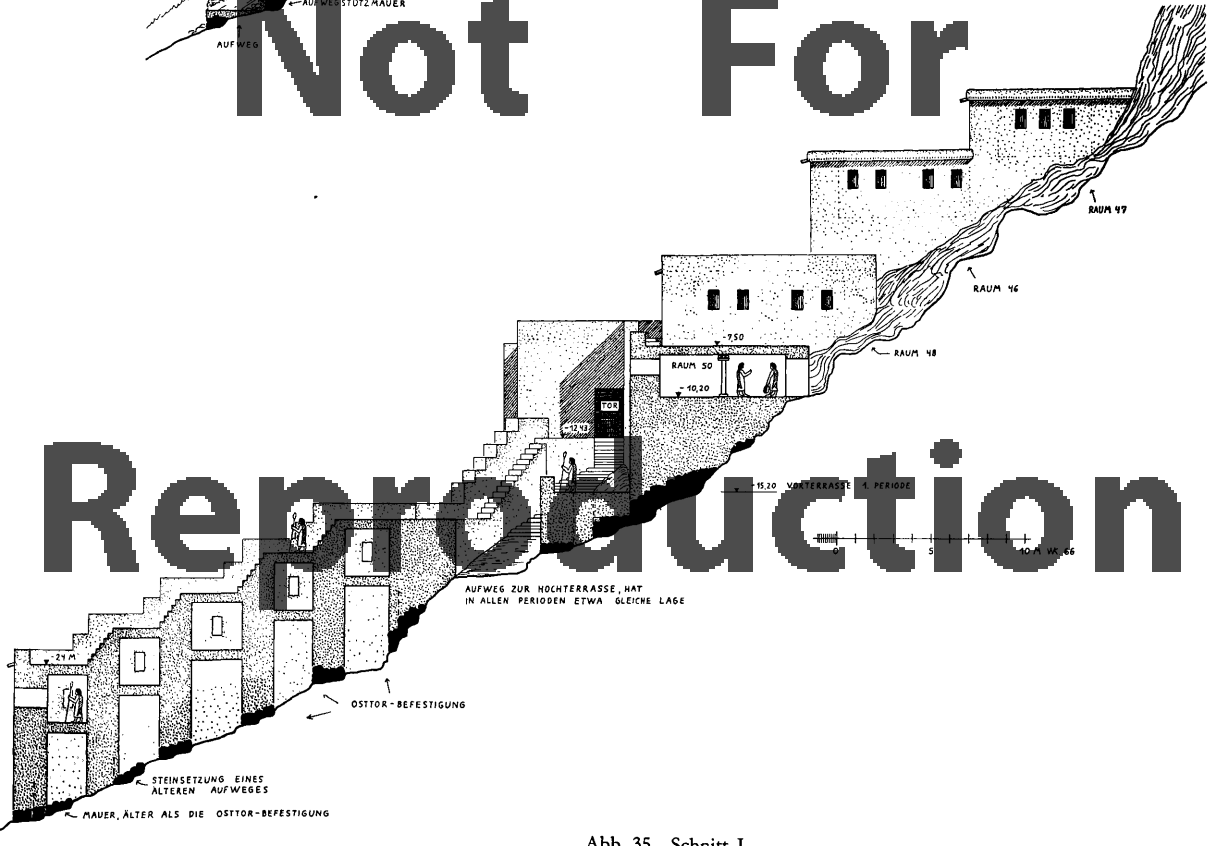 AUFWEGSTÜTZMAUER
AUFWEG
Not For
RAUM 47
RAUM 46
-7,50
RAUM 48
RAUM 50
-10,20
TOR
-12,43
Reproduction
-15,20 VORTERRASSE 1. PERIODE
0 5 10 M WK 66
AUFWEG ZUR HOCHTERRASSE, HAT
IN ALLEN PERIODEN ETWA GLEICHE LAGE
-24 M
OSTTOR-BEFESTIGUNG
STEINSETZUNG EINES
ÄLTEREN AUFWEGES
MAUER, ÄLTER ALS DIE OSTTOR-BEFESTIGUNG
Abb. 35 Schnitt I